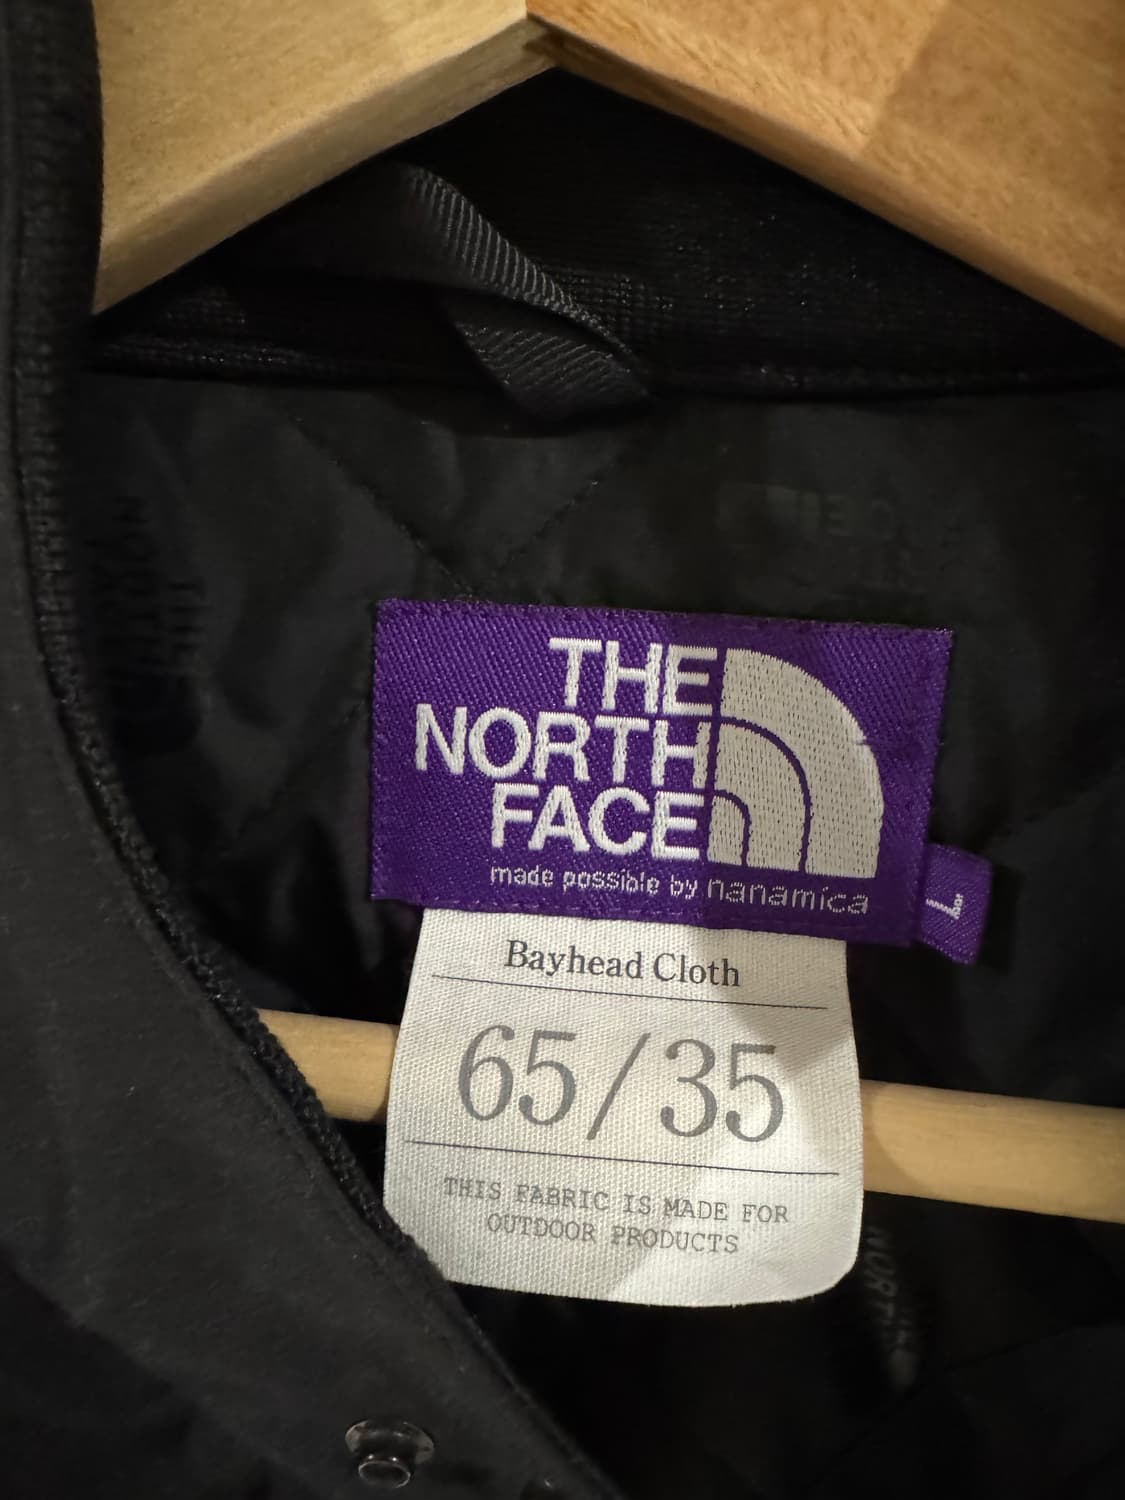 THE
NORTH
FACE
made possible by nanamica
L
Bayhead Cloth
65/35
THIS FABRIC IS MADE FOR
OUTDOOR PRODUCTS